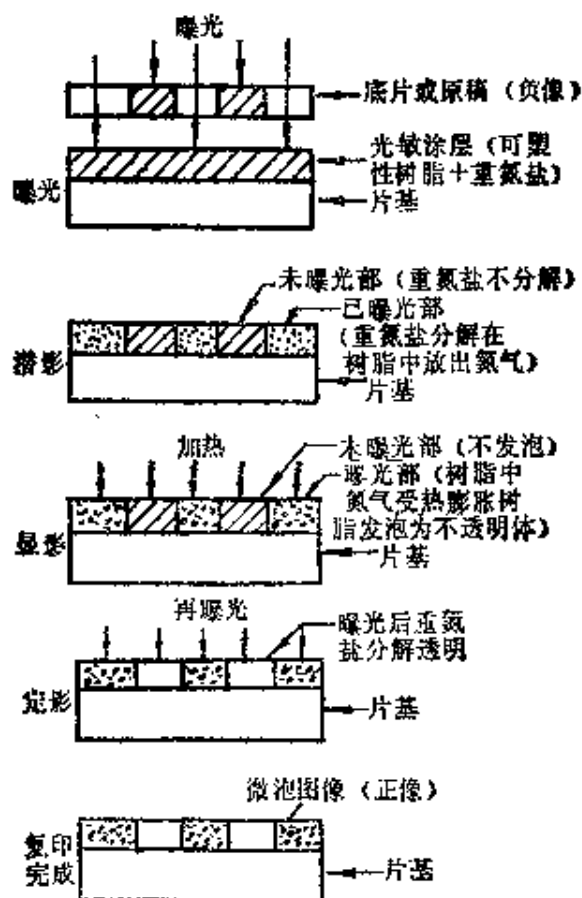 曝光
底片或原稿（负像）
光敏涂层（可塑
性树脂＋重氮盐）
曝光
片基
未曝光部（重氮盐不分解）
已曝光部
（重氮盐分解在
树脂中放出氮气）
潜影
片基
加热
未曝光部（不发泡）
曝光部（树脂中
氮气受热膨胀树
脂发泡为不透明体）
显影
片基
再曝光
曝光后重氮
盐分解透明
定影
片基
微泡图像（正像）
复印
完成
片基